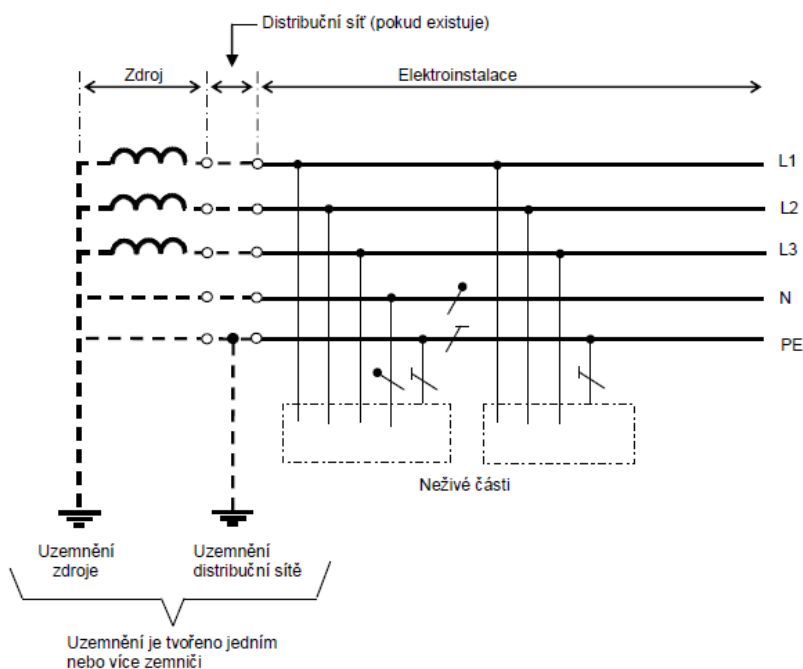 Distribuční síť (pokud existuje)
Zdroj
Elektroinstalace
L1
L2
L3
N
PE
Neživé části
Uzemnění
zdroje
Uzemnění
distribuční sítě
Uzemnění je tvořeno jedním
nebo více zemniči